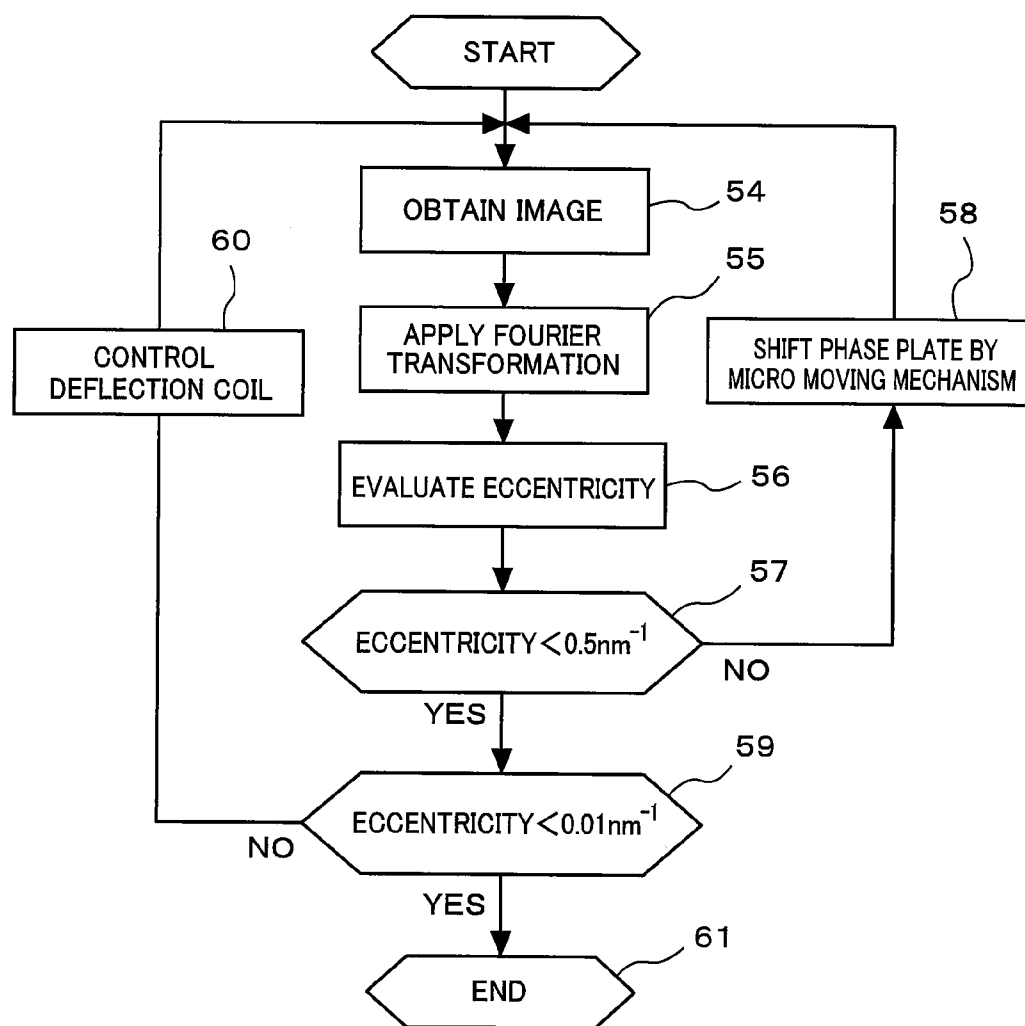 START
OBTAIN IMAGE
54
APPLY FOURIER
TRANSFORMATION
55
EVALUATE ECCENTRICITY
56
ECCENTRICITY<0.5nm⁻¹
57
NO
YES
SHIFT PHASE PLATE BY
MICRO MOVING MECHANISM
58
ECCENTRICITY<0.01nm⁻¹
59
NO
YES
CONTROL
DEFLECTION COIL
60
END
61